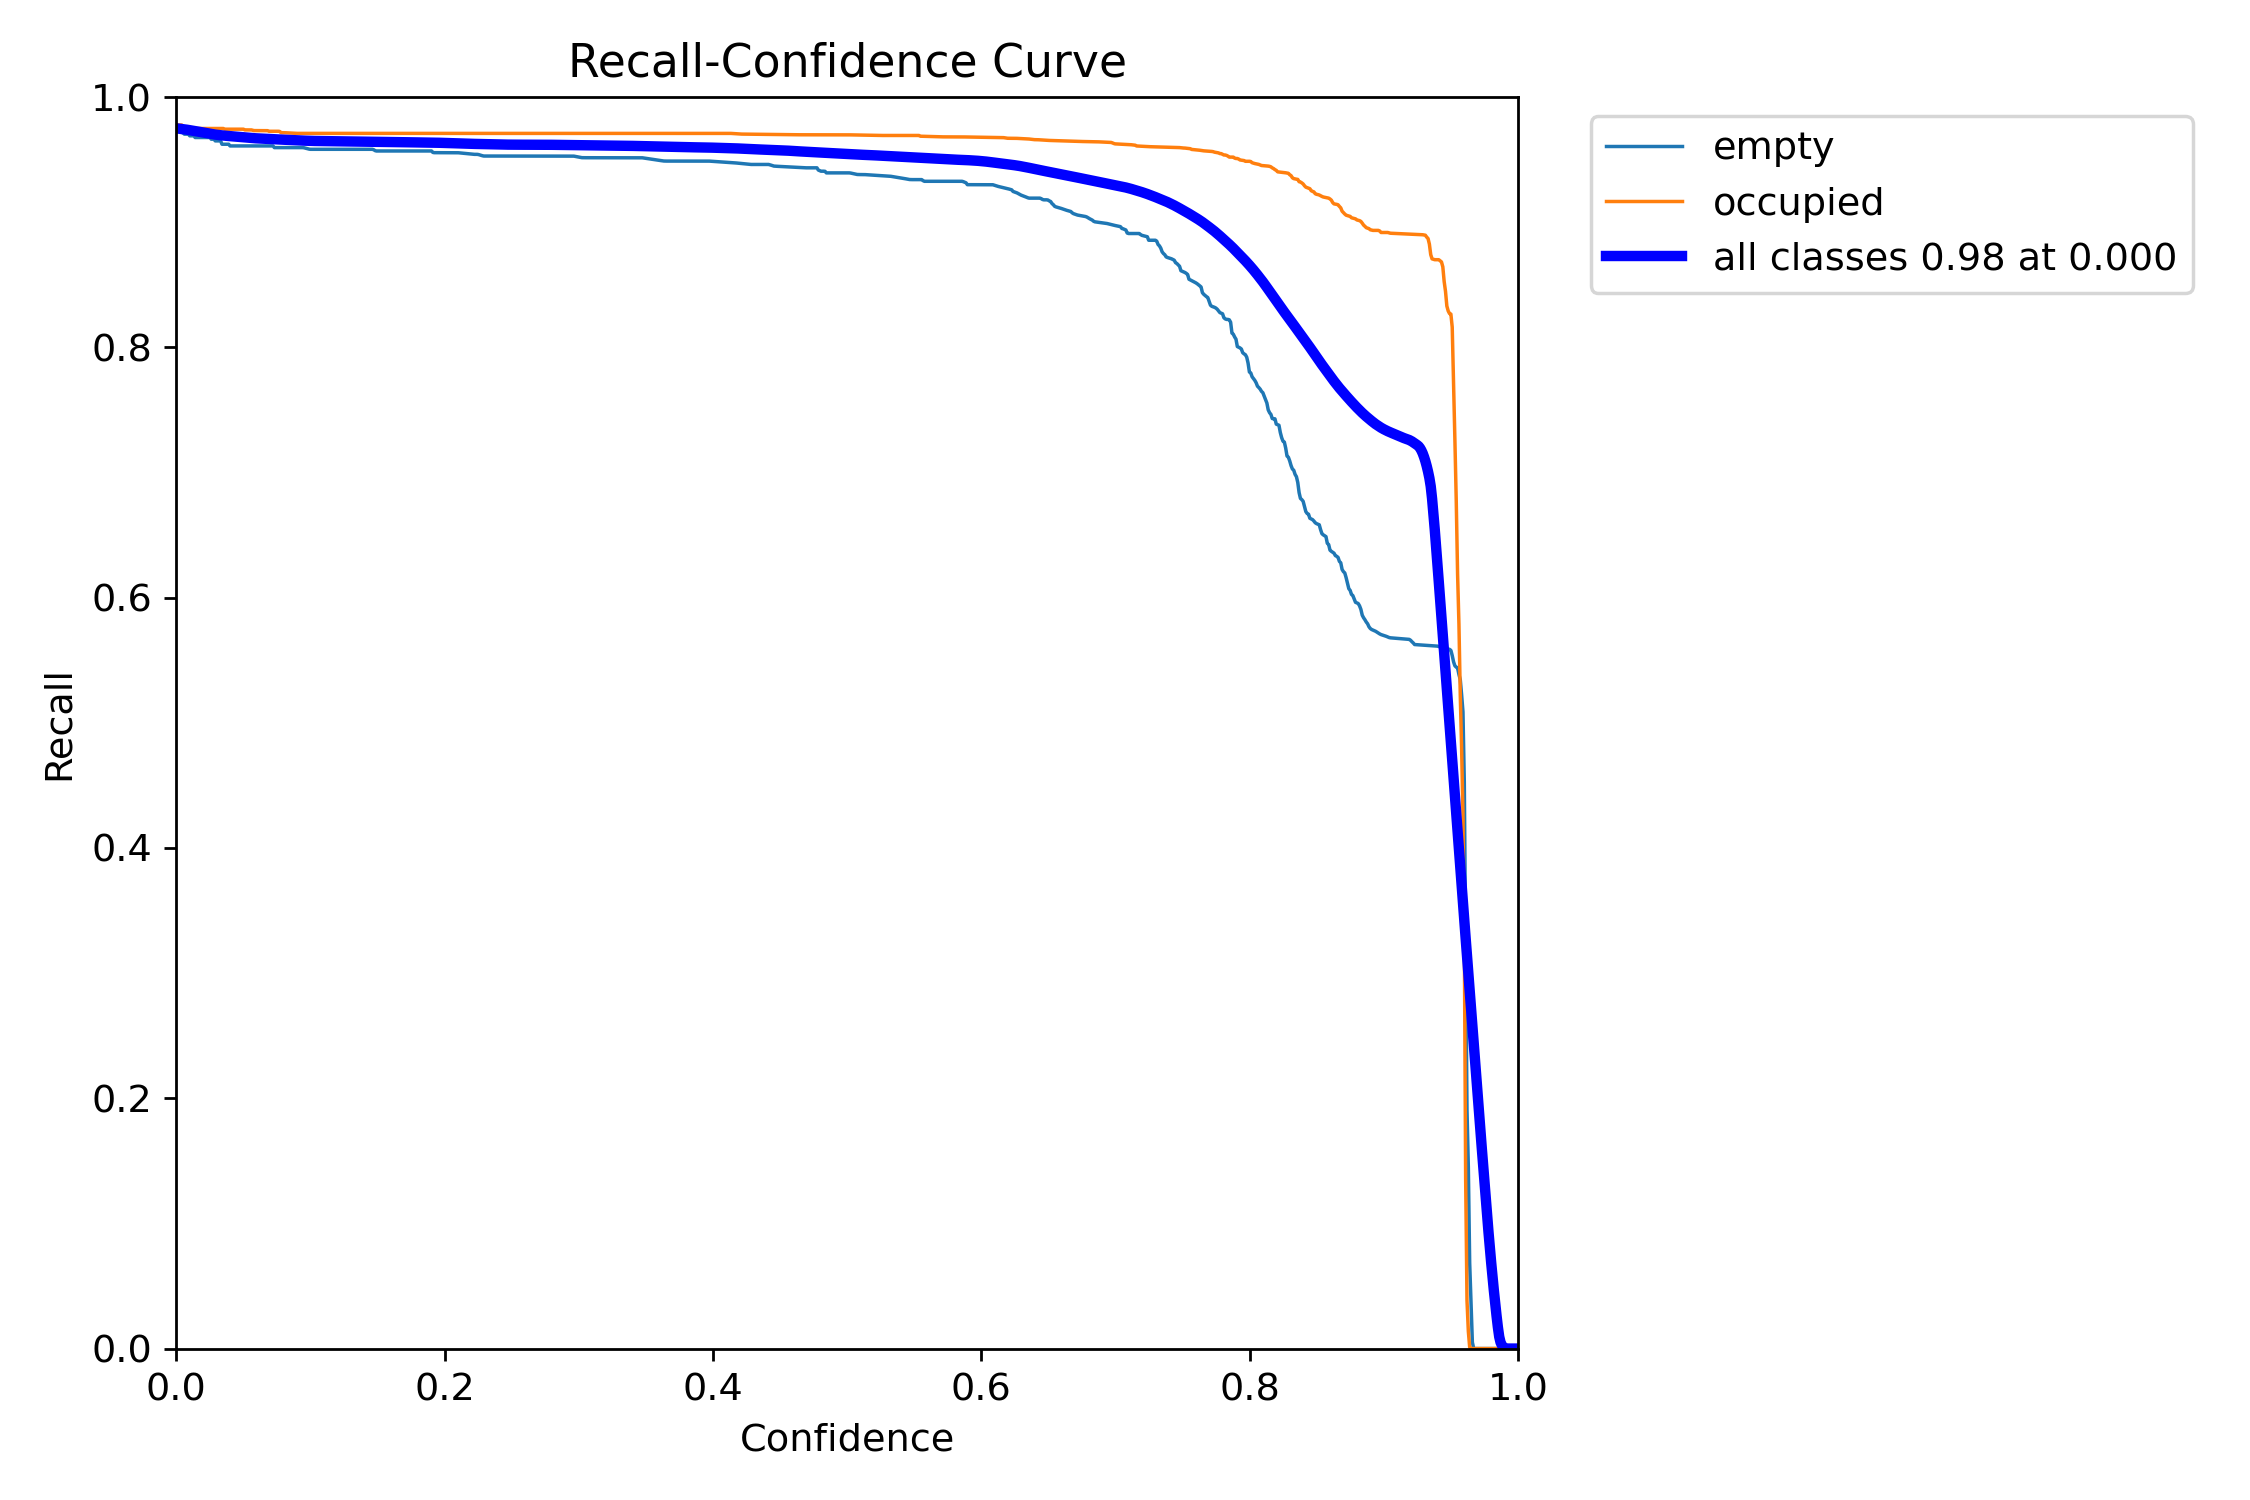 Recall-Confidence Curve
1.0
0.8
0.6
0.4
0.2
0.0
Recall
0.0 0.2 0.4 0.6 0.8 1.0
Confidence
empty
occupied
all classes 0.98 at 0.000